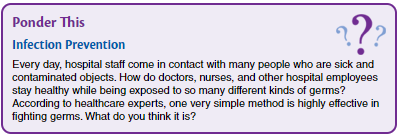 Ponder This
Infection Prevention
Every day, hospital staff come in contact with many people who are sick and
contaminated objects. How do doctors, nurses, and other hospital employees
stay healthy while being exposed to so many different kinds of germs?
According to healthcare experts, one very simple method is highly effective in
fighting germs. What do you think it is?
???